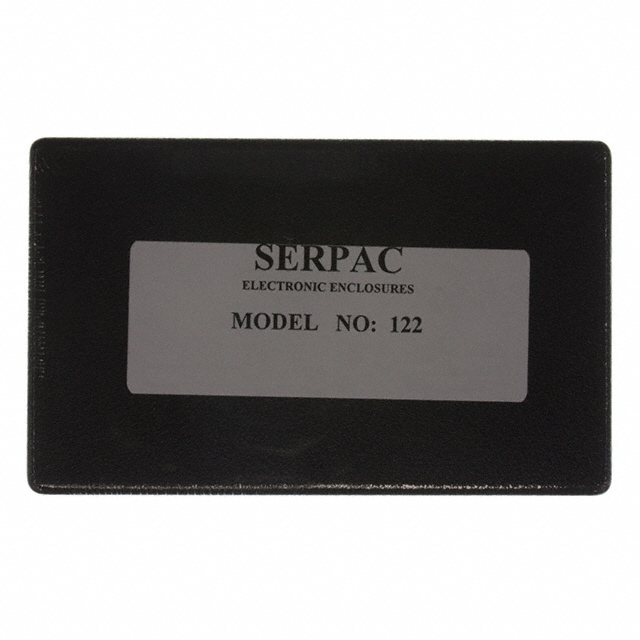 SERPAC
ELECTRONIC ENCLOSURES
MODEL NO: 122